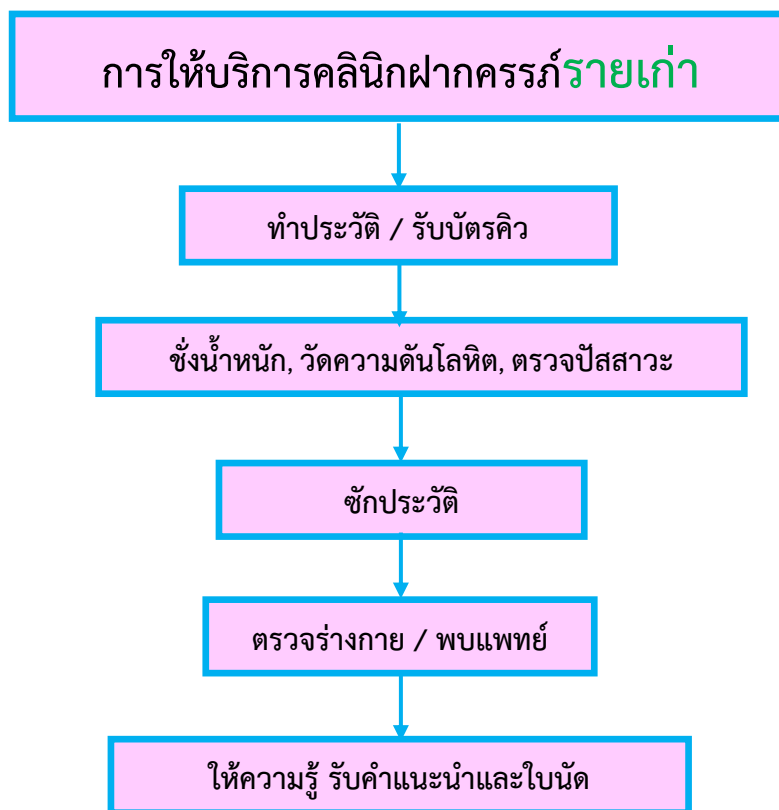 การให้บริการคลินิกฝากครรภ์รายเก่า
ทำประวัติ / รับบัตรคิว
ชั่งน้ำหนัก, วัดความดันโลหิต, ตรวจปัสสาวะ
ซักประวัติ
ตรวจร่างกาย / พบแพทย์
ให้ความรู้ รับคำแนะนำและใบนัด